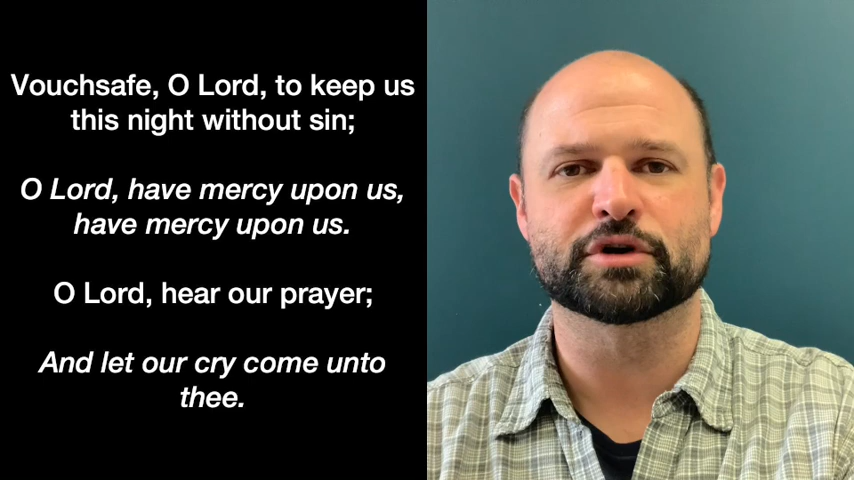 Vouchsafe, O Lord, to keep us
this night without sin;
O Lord, have mercy upon us,
have mercy upon us.
O Lord, hear our prayer;
And let our cry come unto
thee.